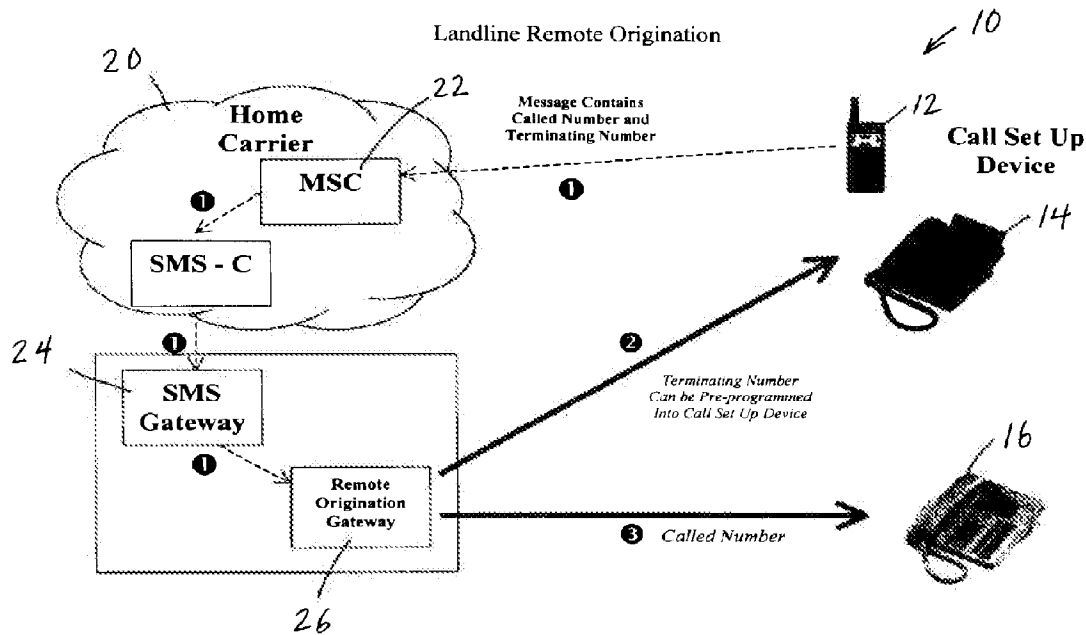 Landline Remote Origination
10
20
22
12
Home
Carrier
Message Contains
Called Number and
Terminating Number
Call Set Up
Device
MSC
1
1
14
SMS - C
1
2
24
SMS
Gateway
Terminating Number
Can be Pre-programmed
Into Call Set Up Device
1
16
Remote
Origination
Gateway
3 Called Number
26